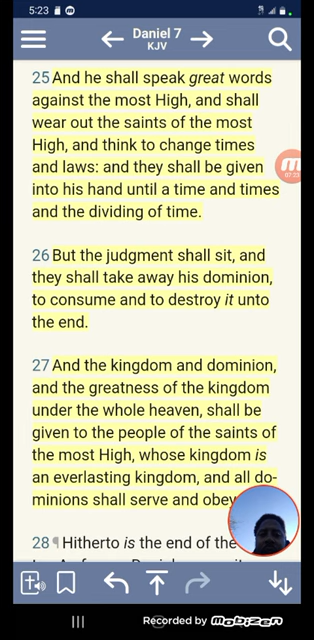 5:23
Daniel 7
KJV
25 And he shall speak great words
against the most High, and shall
wear out the saints of the most
High, and think to change times
and laws: and they shall be given
into his hand until a time and times
and the dividing of time.
26 But the judgment shall sit, and
they shall take away his dominion,
to consume and to destroy it unto
the end.
27 And the kingdom and dominion,
and the greatness of the kingdom
under the whole heaven, shall be
given to the people of the saints of
the most High, whose kingdom is
an everlasting kingdom, and all do-
minions shall serve and obey
28 ¶ Hitherto is the end of the
Recorded by mobizen